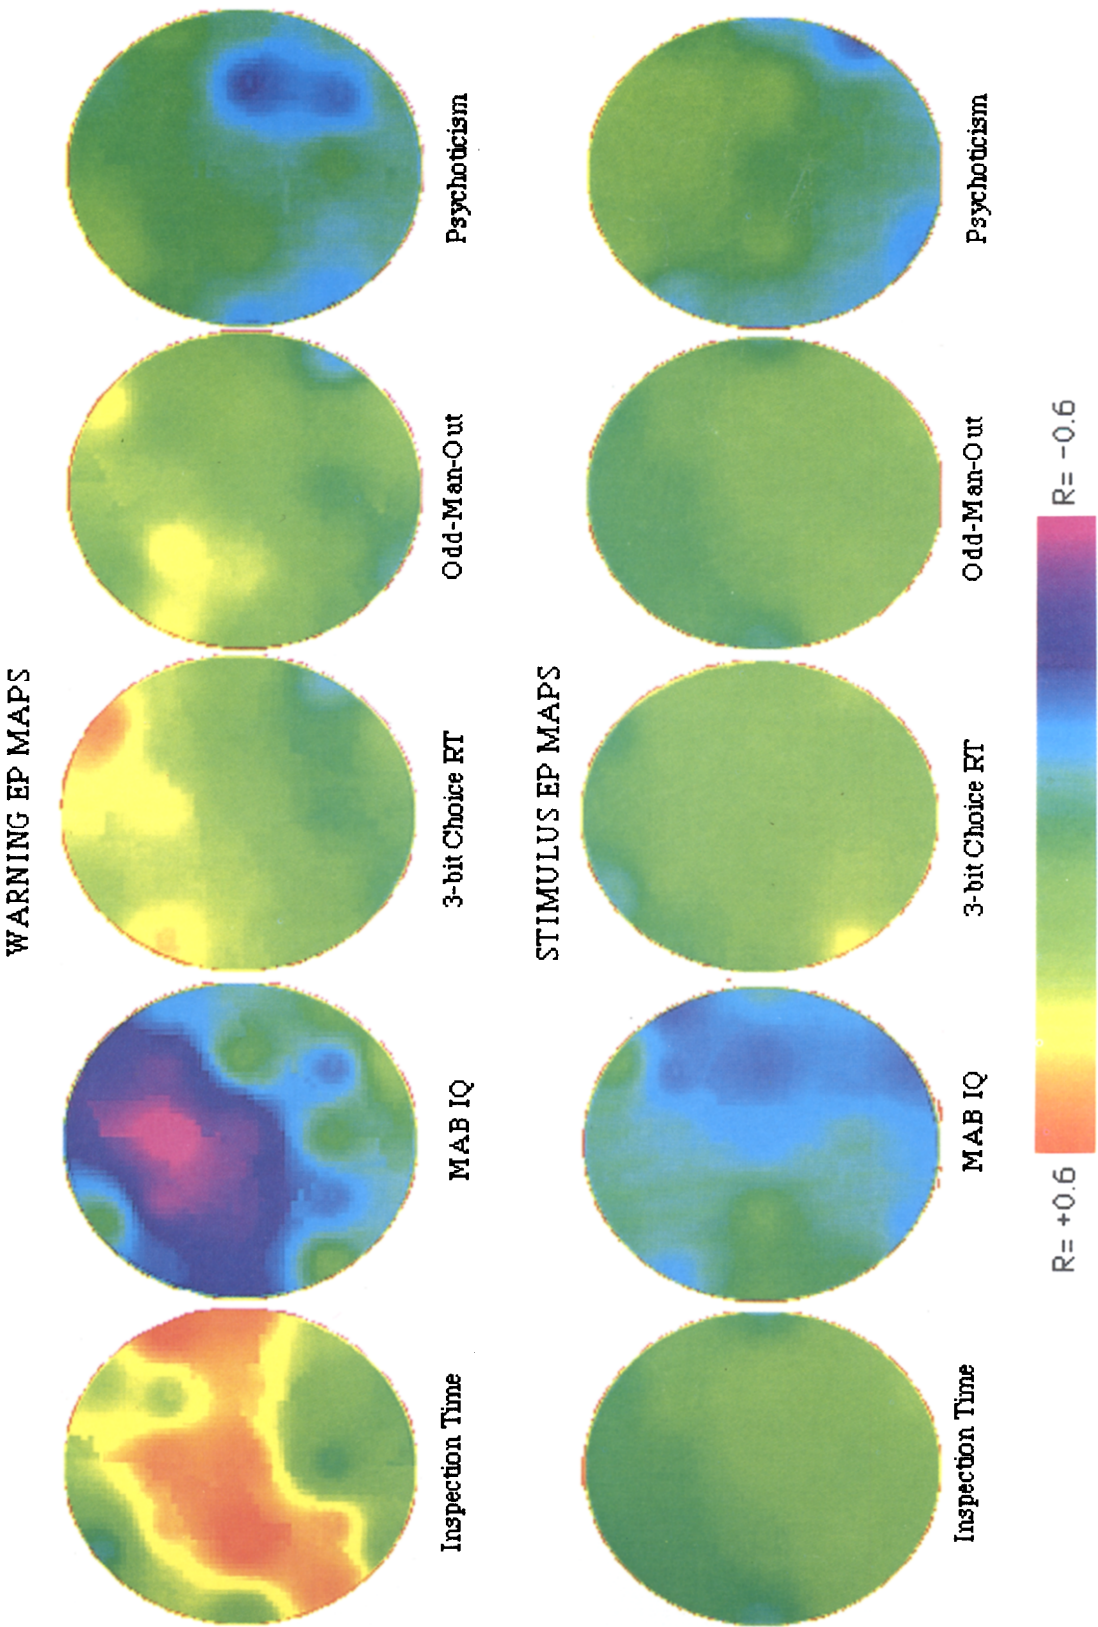 WARNING EP MAPS
Inspection Time
MAB IQ
3-bit Choice RT
Odd-Man-Out
Psychoticism
STIMULUS EP MAPS
Inspection Time
MAB IQ
3-bit Choice RT
Odd-Man-Out
Psychoticism
R= +0.6
R= -0.6